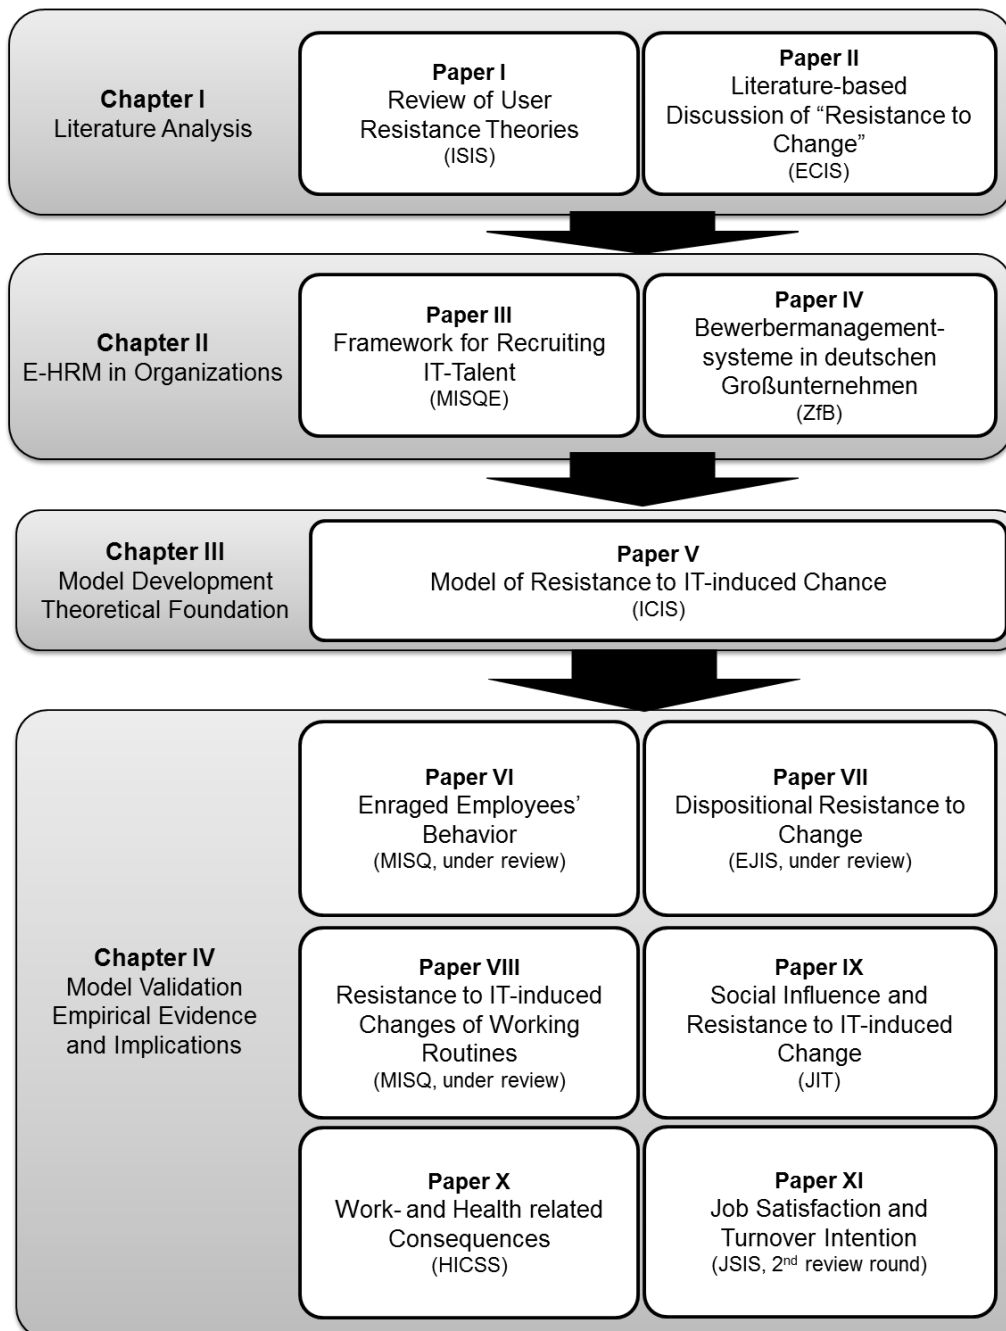 Chapter I
Literature Analysis
Paper I
Review of User
Resistance Theories
(ISIS)
Paper II
Literature-based
Discussion of “Resistance to
Change”
(ECIS)
Chapter II
E-HRM in Organizations
Paper III
Framework for Recruiting
IT-Talent
(MISQE)
Paper IV
Bewerbermanagement-
systeme in deutschen
Großunternehmen
(ZfB)
Chapter III
Model Development
Theoretical Foundation
Paper V
Model of Resistance to IT-induced Chance
(ICIS)
Chapter IV
Model Validation
Empirical Evidence
and Implications
Paper VI
Enraged Employees’
Behavior
(MISQ, under review)
Paper VII
Dispositional Resistance to
Change
(EJIS, under review)
Paper VIII
Resistance to IT-induced
Changes of Working
Routines
(MISQ, under review)
Paper IX
Social Influence and
Resistance to IT-induced
Change
(JIT)
Paper X
Work- and Health related
Consequences
(HICSS)
Paper XI
Job Satisfaction and
Turnover Intention
(JSIS, 2nd review round)